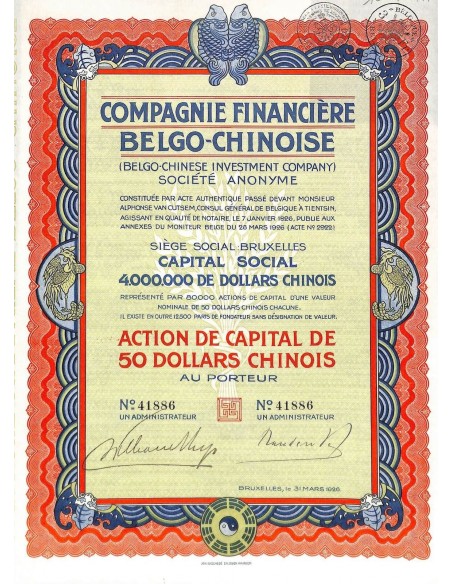 COMPAGNIE FINANCIÈRE
BELGO-CHINOISE
(BELGO-CHINESE INVESTMENT COMPANY)
SOCIÉTÉ ANONYME
CONSTITUÉE PAR ACTE AUTHENTIQUE PASSÉ DEVANT MONSIEUR
ALPHONSE VAN CUTSEM, CONSUL GÉNÉRAL DE BELGIQUE À TIENTSIN,
AGISSANT EN QUALITÉ DE NOTAIRE, LE 7 JANVIER 1926, PUBLIÉ AUX
ANNEXES DU MONITEUR BELGE DU 26 MARS 1926 (ACTE No 2922)
SIÈGE SOCIAL BRUXELLES
CAPITAL SOCIAL
4.000.000 DE DOLLARS CHINOIS
REPRÉSENTÉ PAR 80000 ACTIONS DE CAPITAL D'UNE VALEUR
NOMINALE DE 50 DOLLARS CHINOIS CHACUNE.
IL EXISTE EN OUTRE 12500 PARTS DE FONDATEUR SANS DÉSIGNATION DE VALEUR.
ACTION DE CAPITAL DE
50 DOLLARS CHINOIS
AU PORTEUR
No 41886 No 41886
UN ADMINISTRATEUR UN ADMINISTRATEUR
BRUXELLES, le 31 MARS 1926